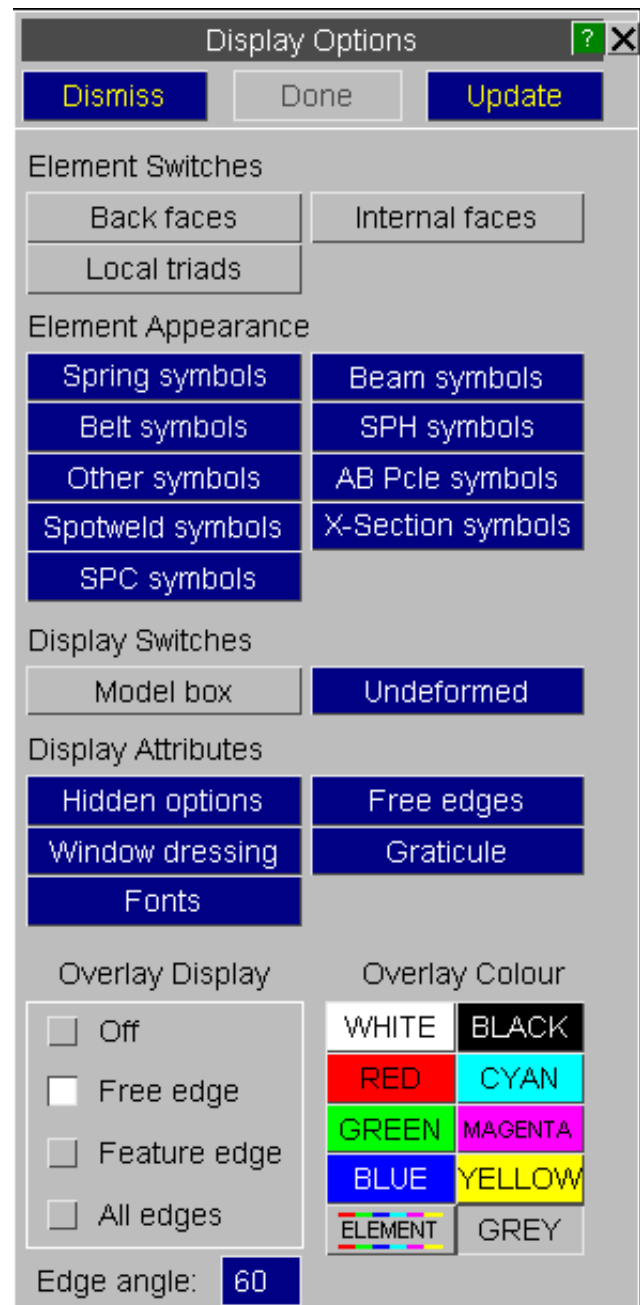 Display Options ? X
Dismiss Done Update
Element Switches
Back faces Internal faces
Local triads
Element Appearance
Spring symbols Beam symbols
Belt symbols SPH symbols
Other symbols AB Pcle symbols
Spotweld symbols X-Section symbols
SPC symbols
Display Switches
Model box Undeformed
Display Attributes
Hidden options Free edges
Window dressing Graticule
Fonts
Overlay Display Overlay Colour
Off WHITE BLACK
Free edge RED CYAN
GREEN MAGENTA
Feature edge BLUE YELLOW
All edges ELEMENT GREY
Edge angle: 60